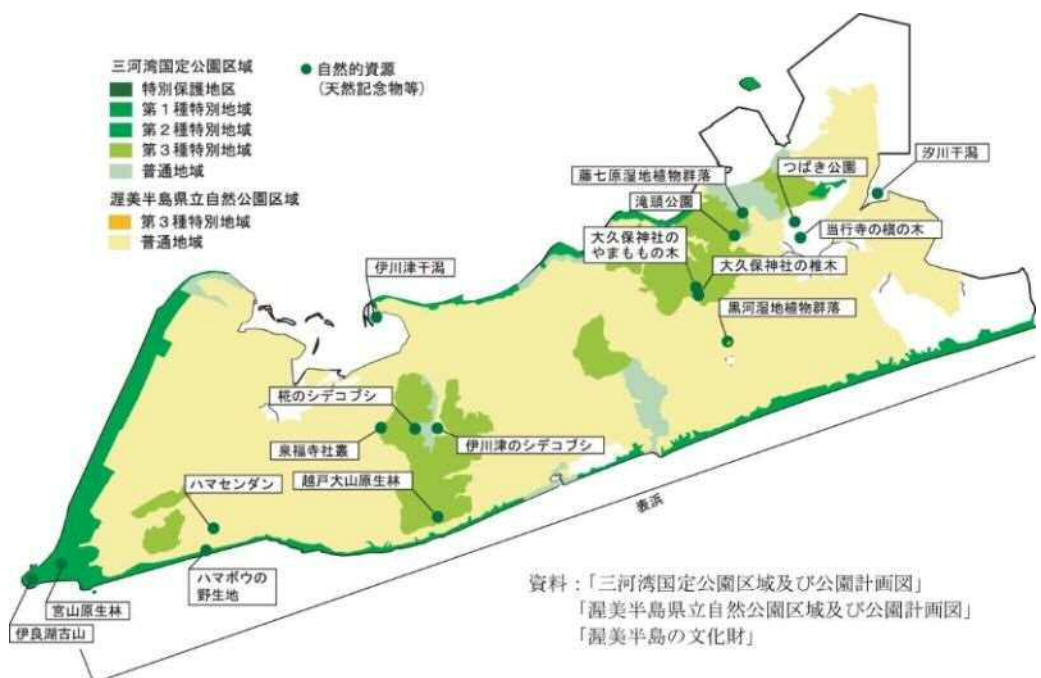 三河湾国定公園区域
特別保護地区
第1種特別地域
第2種特別地域
第3種特別地域
普通地域
渥美半島県立自然公園区域
第3種特別地域
普通地域
自然的資源
(天然記念物等)
汐川干潟
つばき公園
藤七原湿地植物群落
滝頭公園
当行寺の槇の木
大久保神社の
やまももの木
大久保神社の椎木
伊川津干潟
黒河湿地植物群落
椛のシデコブシ
泉福寺社叢
伊川津のシデコブシ
ハマセンダン
越戸大山原生林
表浜
ハマボウの
野生地
宮山原生林
伊良湖古山
資料:「三河湾国定公園区域及び公園計画図」
「渥美半島県立自然公園区域及び公園計画図」
「渥美半島の文化財」